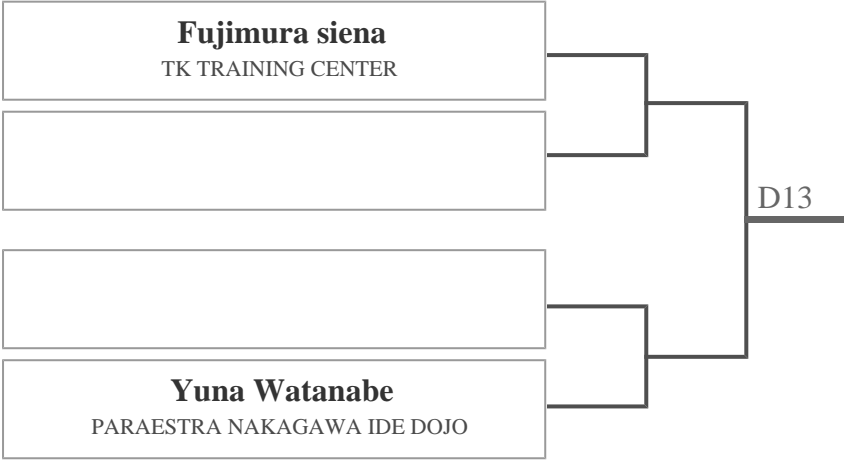 Fujimura siena
TK TRAINING CENTER
D13
Yuna Watanabe
PARAESTRA NAKAGAWA IDE DOJO